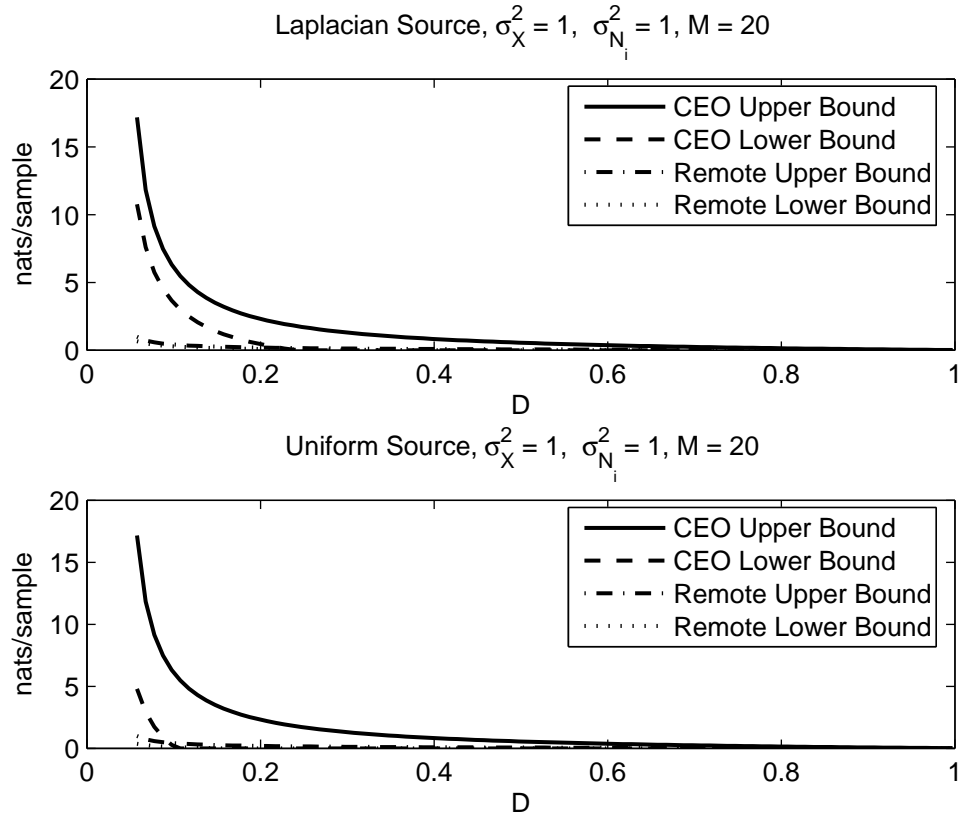 Laplacian Source, σ_X^2 = 1, σ_{N_i}^2 = 1, M = 20
nats/sample
20
15
10
5
0
CEO Upper Bound
CEO Lower Bound
Remote Upper Bound
Remote Lower Bound
0 0.2 0.4 0.6 0.8 1
D
Uniform Source, σ_X^2 = 1, σ_{N_i}^2 = 1, M = 20
nats/sample
20
15
10
5
0
CEO Upper Bound
CEO Lower Bound
Remote Upper Bound
Remote Lower Bound
0 0.2 0.4 0.6 0.8 1
D